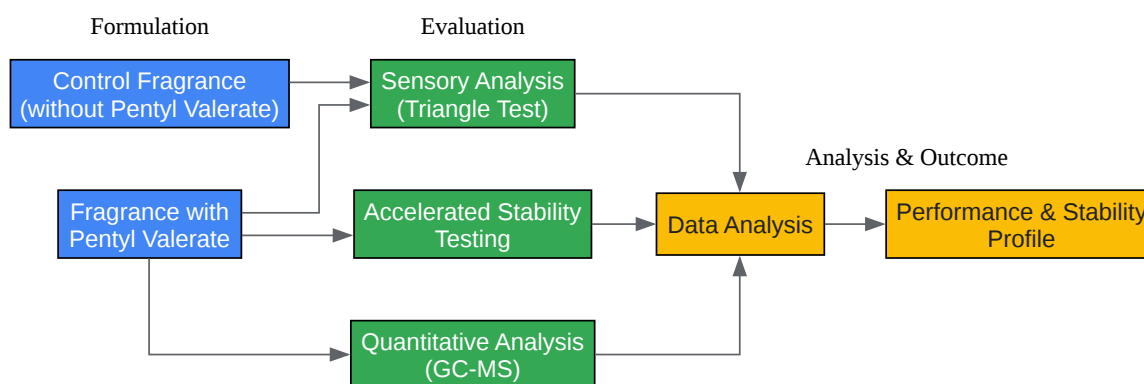 Formulation
Evaluation
Control Fragrance
(without Pentyl Valerate)
Sensory Analysis
(Triangle Test)
Analysis & Outcome
Fragrance with
Pentyl Valerate
Accelerated Stability
Testing
Data Analysis
Performance & Stability
Profile
Quantitative Analysis
(GC-MS)